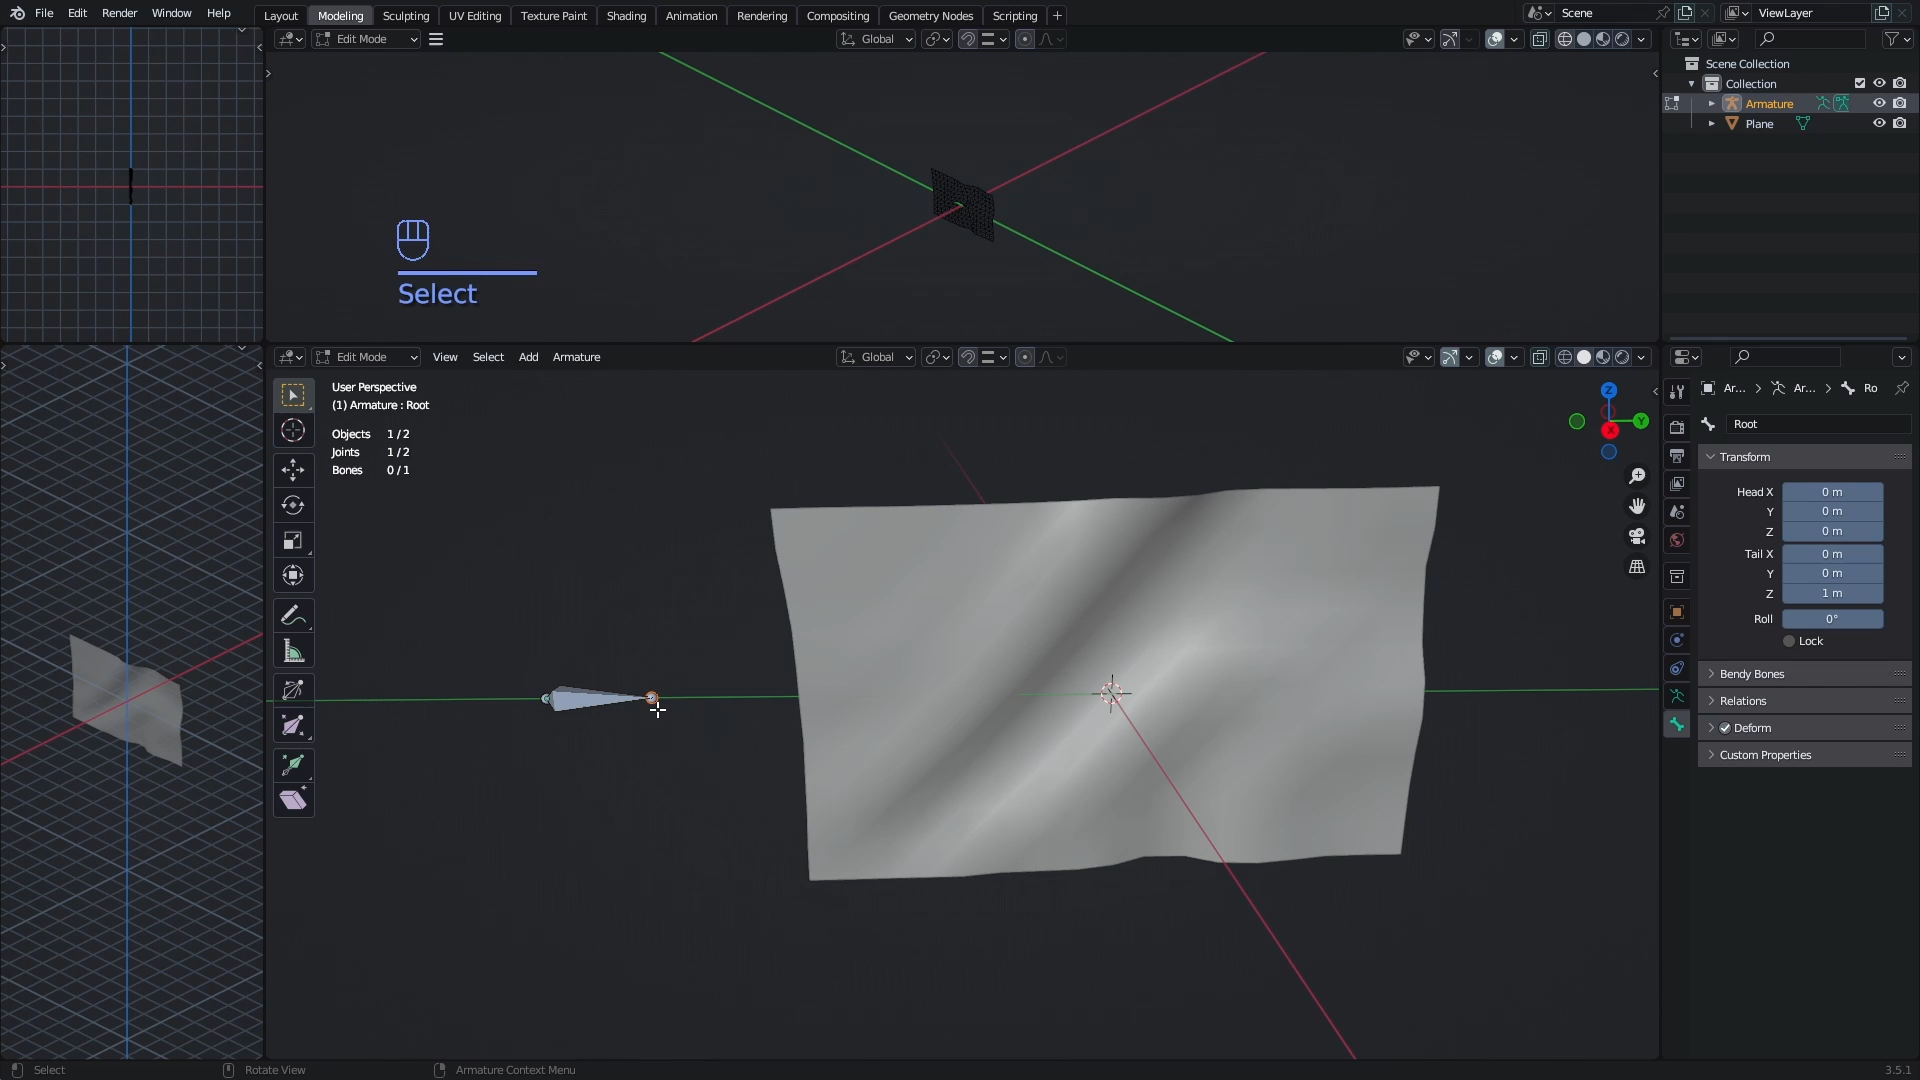 File Edit Render Window Help
Layout Modeling Sculpting UV Editing Texture Paint Shading Animation Rendering Compositing Geometry Nodes Scripting
Scene
ViewLayer
Edit Mode
Global
Scene Collection
Collection
Armature
Plane
Select
Edit Mode View Select Add Armature
Global
User Perspective
(1) Armature : Root
Objects 1 / 2
Joints 1 / 2
Bones 0 / 1
Z
Y
X
Ar... Ar... Ro
Root
Transform
Head X 0 m
Y 0 m
Z 0 m
Tail X 0 m
Y 0 m
Z 1 m
Roll 0°
Lock
Bendy Bones
Relations
Deform
Custom Properties
Select
Rotate View
Armature Context Menu
3.5.1